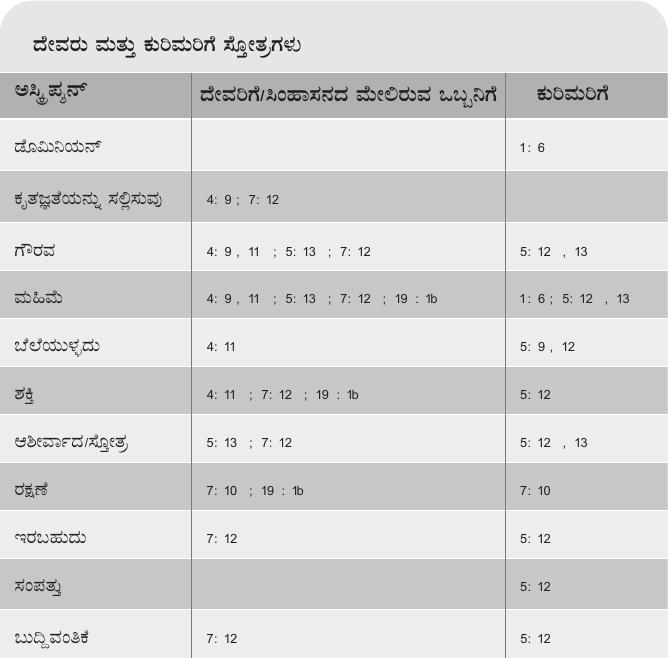 ದೇವರು ಮತ್ತು ಕುರಿಮರಿಗೆ ಸ್ತೋತ್ರಗಳು
ಅಸ್ಕ್ರಿಪ್ಶನ್ ದೇವರಿಗೆ/ಸಿಂಹಾಸನದ ಮೇಲಿರುವ ಒಬ್ಬನಿಗೆ ಕುರಿಮರಿಗೆ
ಡೊಮಿನಿಯನ್ 1: 6
ಕೃತಜ್ಞತೆಯನ್ನು ಸಲ್ಲಿಸುವು 4: 9 ; 7: 12
ಗೌರವ 4: 9 , 11 ; 5: 13 ; 7: 12 5: 12 , 13
ಮಹಿಮೆ 4: 9 , 11 ; 5: 13 ; 7: 12 ; 19 : 1b 1: 6 ; 5: 12 , 13
ಬೆಲೆಯುಳ್ಳದು 4: 11 5: 9 , 12
ಶಕ್ತಿ 4: 11 ; 7: 12 ; 19 : 1b 5: 12
ಆಶೀರ್ವಾದ/ಸ್ತೋತ್ರ 5: 13 ; 7: 12 5: 12 , 13
ರಕ್ಷಣೆ 7: 10 ; 19 : 1b 7: 10
ಇರಬಹುದು 7: 12 5: 12
ಸಂಪತ್ತು 5: 12
ಬುದ್ದಿವಂತಿಕೆ 7: 12 5: 12